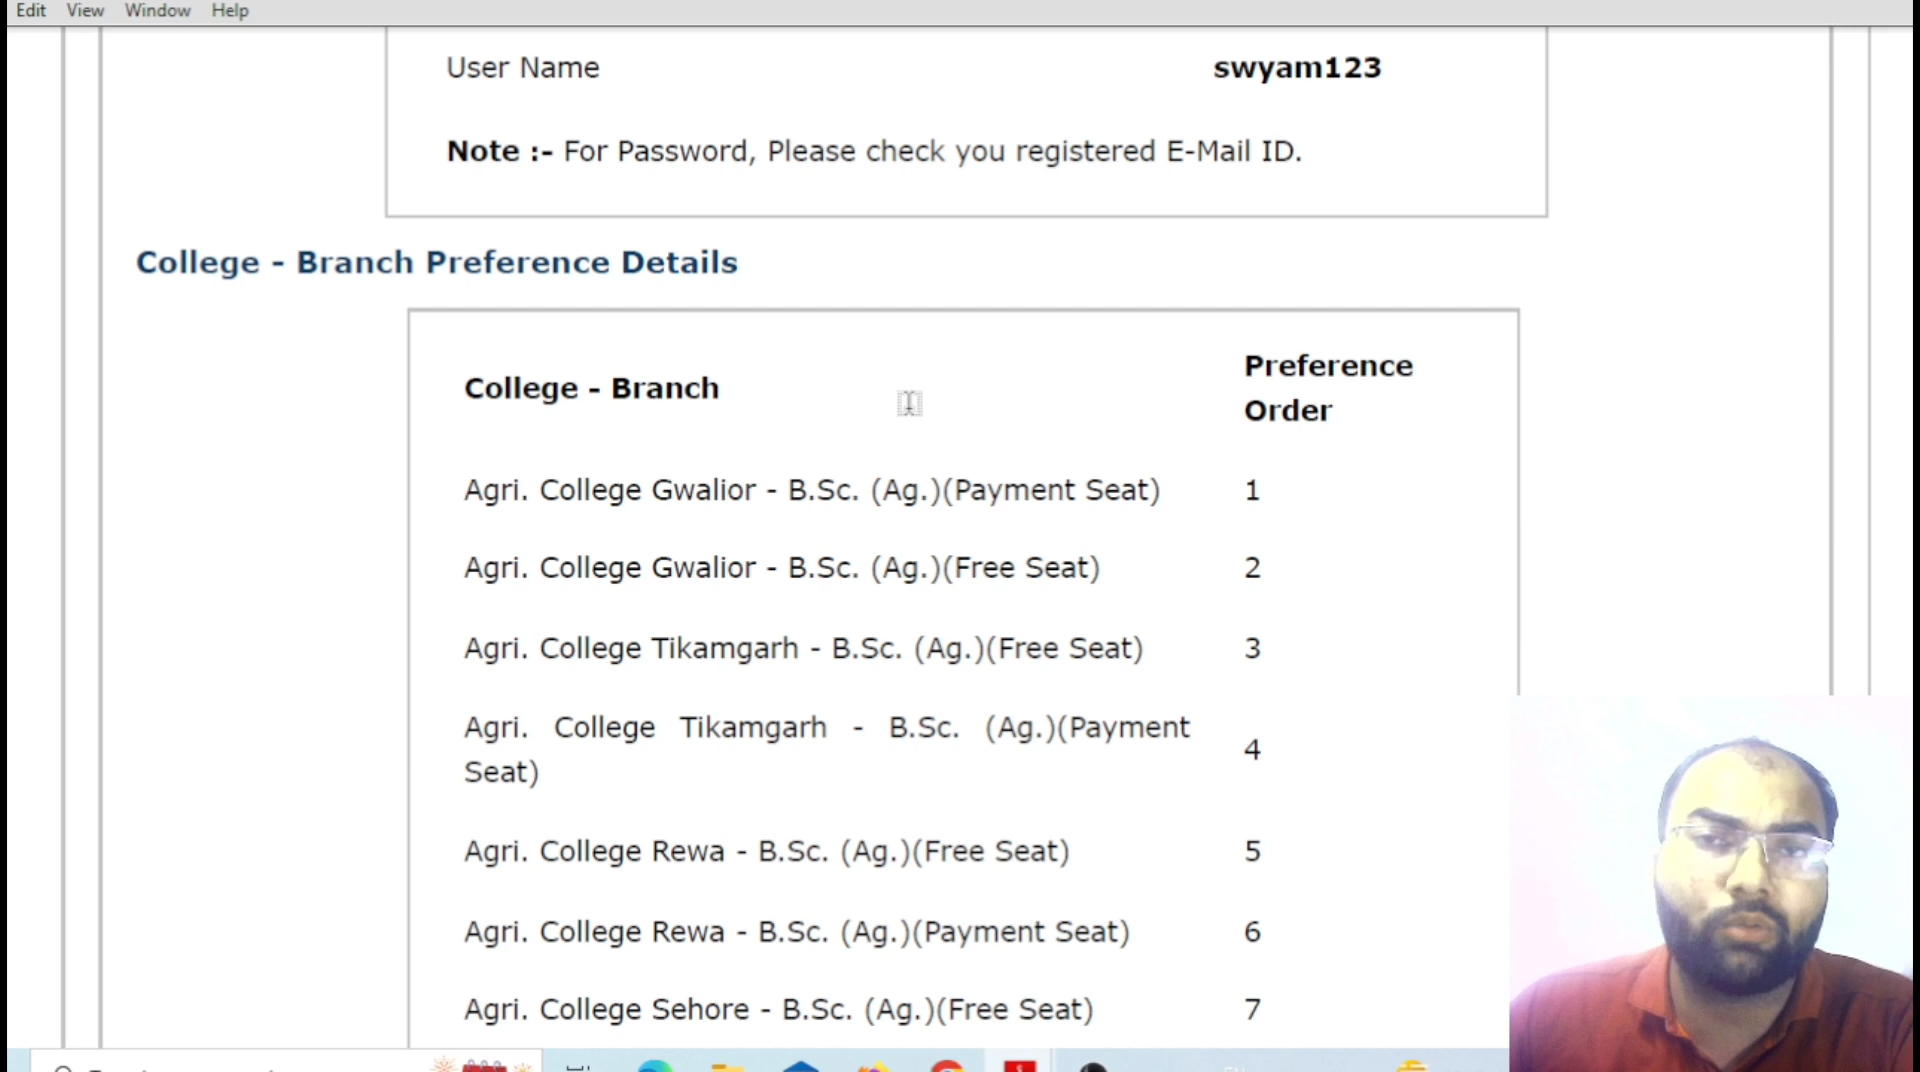 Edit View Window Help
User Name swyam123
Note :- For Password, Please check you registered E-Mail ID.
College - Branch Preference Details
College - Branch Preference Order
Agri. College Gwalior - B.Sc. (Ag.)(Payment Seat) 1
Agri. College Gwalior - B.Sc. (Ag.)(Free Seat) 2
Agri. College Tikamgarh - B.Sc. (Ag.)(Free Seat) 3
Agri. College Tikamgarh - B.Sc. (Ag.)(Payment
Seat) 4
Agri. College Rewa - B.Sc. (Ag.)(Free Seat) 5
Agri. College Rewa - B.Sc. (Ag.)(Payment Seat) 6
Agri. College Sehore - B.Sc. (Ag.)(Free Seat) 7